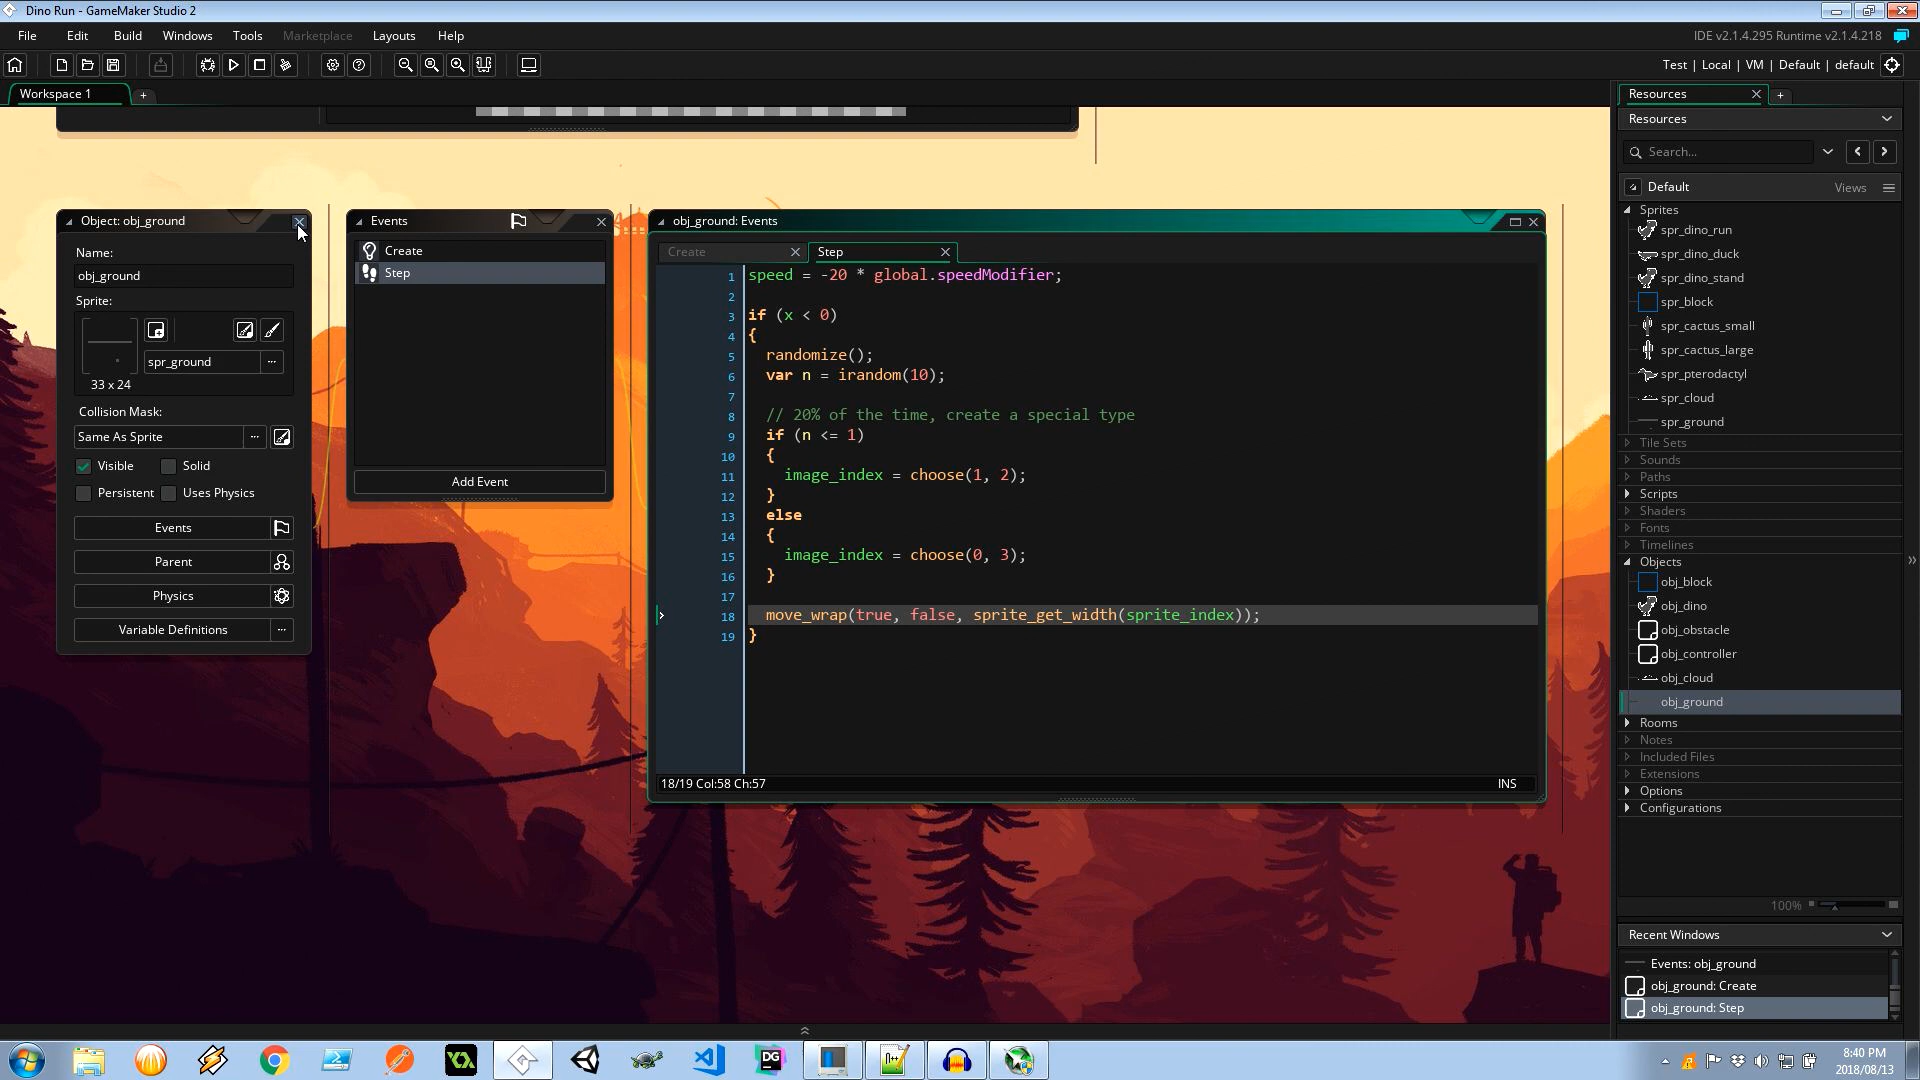 Dino Run - GameMaker Studio 2
File Edit Build Windows Tools Marketplace Layouts Help
IDE v2.1.4.295 Runtime v2.1.4.218
Test | Local | VM | Default | default
Workspace 1
Object: obj_ground
Name:
obj_ground
Sprite:
spr_ground
33 x 24
Collision Mask:
Same As Sprite
Visible Solid
Persistent Uses Physics
Events
Parent
Physics
Variable Definitions
Events
Create
Step
Add Event
obj_ground: Events
Create Step
1 speed = -20 * global.speedModifier;
2
3 if (x < 0)
4 {
5 randomize();
6 var n = irandom(10);
7
8 // 20% of the time, create a special type
9 if (n <= 1)
10 {
11 image_index = choose(1, 2);
12 }
13 else
14 {
15 image_index = choose(0, 3);
16 }
17
18 move_wrap(true, false, sprite_get_width(sprite_index));
19 }
18/19 Col:58 Ch:57 INS
Resources
Resources
Search...
Default Views
Sprites
spr_dino_run
spr_dino_duck
spr_dino_stand
spr_block
spr_cactus_small
spr_cactus_large
spr_pterodactyl
spr_cloud
spr_ground
Tile Sets
Sounds
Paths
Scripts
Shaders
Fonts
Timelines
Objects
obj_block
obj_dino
obj_obstacle
obj_controller
obj_cloud
obj_ground
Rooms
Notes
Included Files
Extensions
Options
Configurations
100%
Recent Windows
Events: obj_ground
obj_ground: Create
obj_ground: Step
DG
8:40 PM
2018/08/13